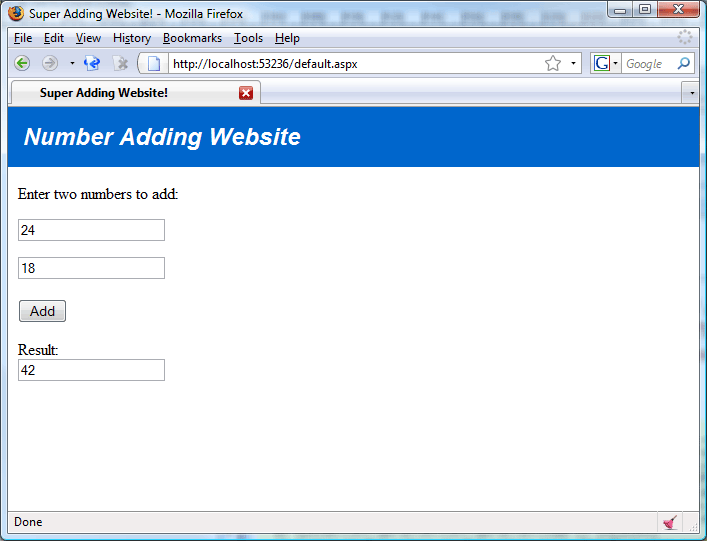 Super Adding Website! - Mozilla Firefox
File Edit View History Bookmarks Tools Help
http://localhost:53236/default.aspx G Google
Super Adding Website!
Number Adding Website
Enter two numbers to add:
24
18
Add
Result:
42
Done